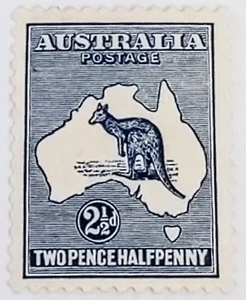 AUSTRALIA
POSTAGE
2½d
TWO PENCE HALFPENNY